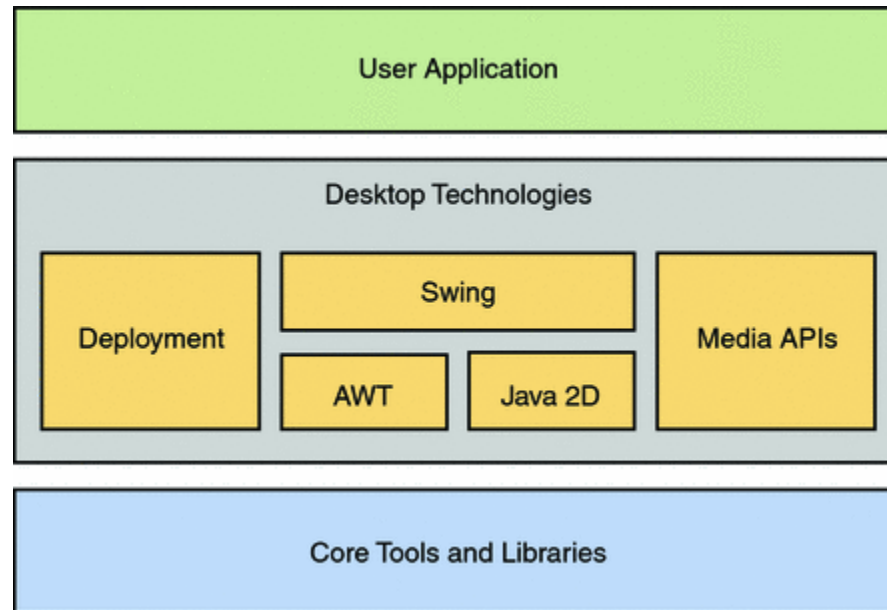 User Application
Desktop Technologies
Deployment
Swing
AWT
Java 2D
Media APIs
Core Tools and Libraries